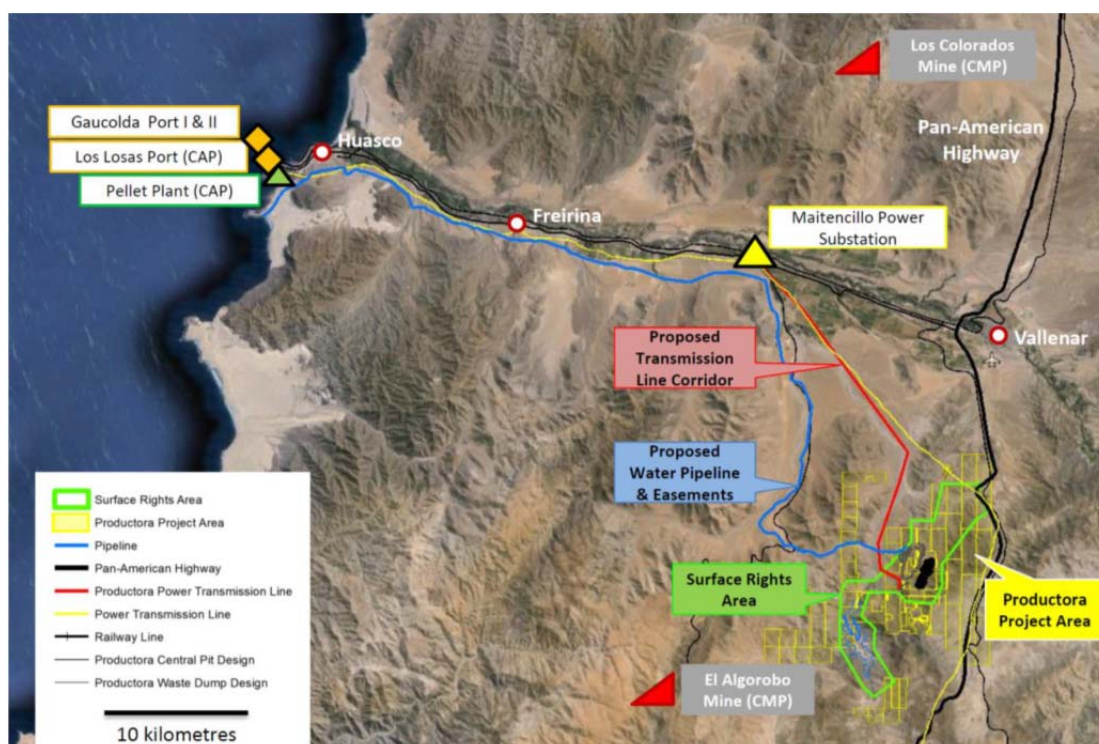 Los Colorados
Mine (CMP)
Gaucolda Port I & II
Los Losas Port (CAP)
Pellet Plant (CAP)
Huasco
Pan-American
Highway
Freirina
Maitencillo Power
Substation
Vallenar
Proposed
Transmission
Line Corridor
Proposed
Water Pipeline
& Easements
Surface Rights
Area
Productora
Project Area
El Algorobo
Mine (CMP)
Surface Rights Area
Productora Project Area
Pipeline
Pan-American Highway
Productora Power Transmission Line
Power Transmission Line
Railway Line
Productora Central Pit Design
Productora Waste Dump Design
10 kilometres